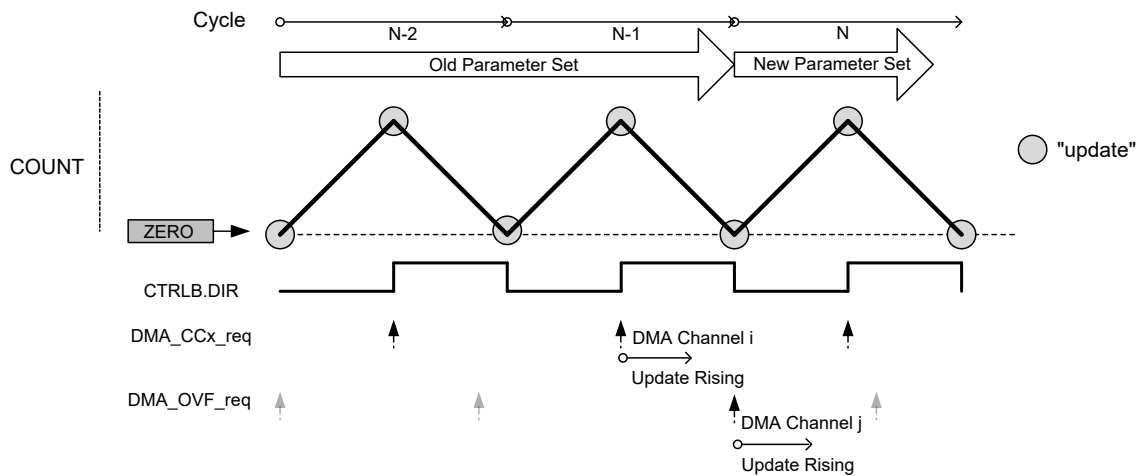 Cycle
N-2
N-1
N
Old Parameter Set
New Parameter Set
COUNT
"update"
ZERO
CTRLB.DIR
DMA_CCx_req
DMA Channel i
Update Rising
DMA_OVF_req
DMA Channel j
Update Rising